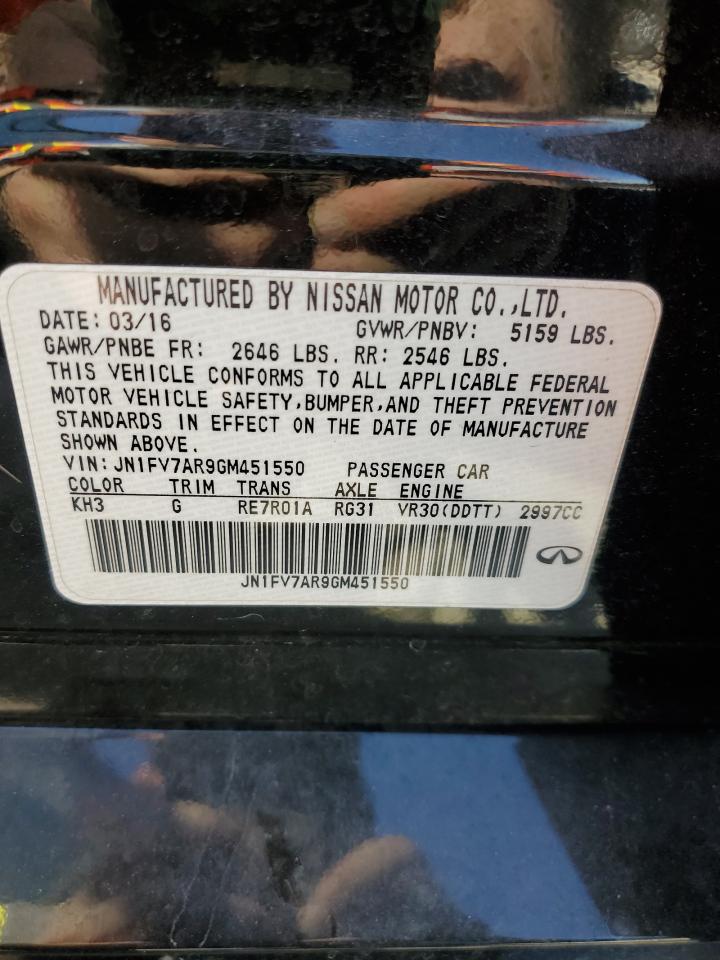 MANUFACTURED BY NISSAN MOTOR CO.,LTD.
DATE: 03/16 GVWR/PNBV: 5159 LBS.
GAWR/PNBE FR: 2646 LBS. RR: 2546 LBS.
THIS VEHICLE CONFORMS TO ALL APPLICABLE FEDERAL
MOTOR VEHICLE SAFETY,BUMPER,AND THEFT PREVENTION
STANDARDS IN EFFECT ON THE DATE OF MANUFACTURE
SHOWN ABOVE.
VIN: JN1FV7AR9GM451550 PASSENGER CAR
COLOR TRIM TRANS AXLE ENGINE
KH3 G RE7R01A RG31 VR30(DDTT) 2997CC
JN1FV7AR9GM451550